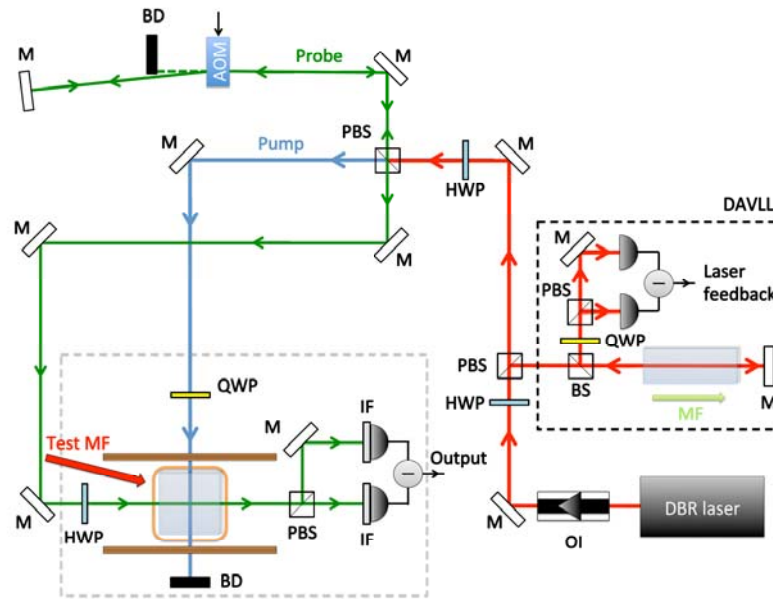 BD
M
AOM
Probe
M
PBS
M
Pump
HWP
M
DAVLL
M
M
M
Laser
feedback
PBS
QWP
PBS
BS
M
HWP
MF
QWP
IF
M
Test MF
Output
PBS
M
HWP
IF
BD
M
OI
DBR laser